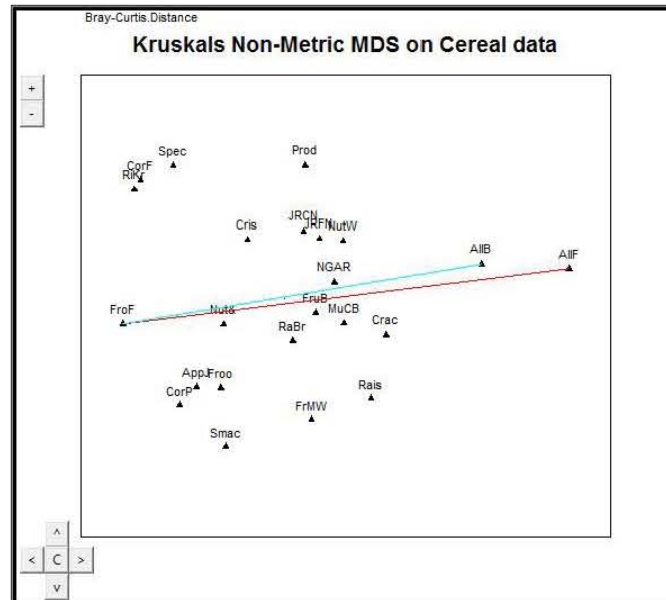 Bray-Curtis.Distance
Kruskals Non-Metric MDS on Cereal data
+
-
Spec
Prod
CorF
RiKr
JRCN
Cris
JRFN
NutW
AllB
AllF
NGAR
FruB
FroF
Nut&
MuCB
Crac
RaBr
AppJ
Froo
CorP
Rais
FrMW
Smac
^
< C >
v